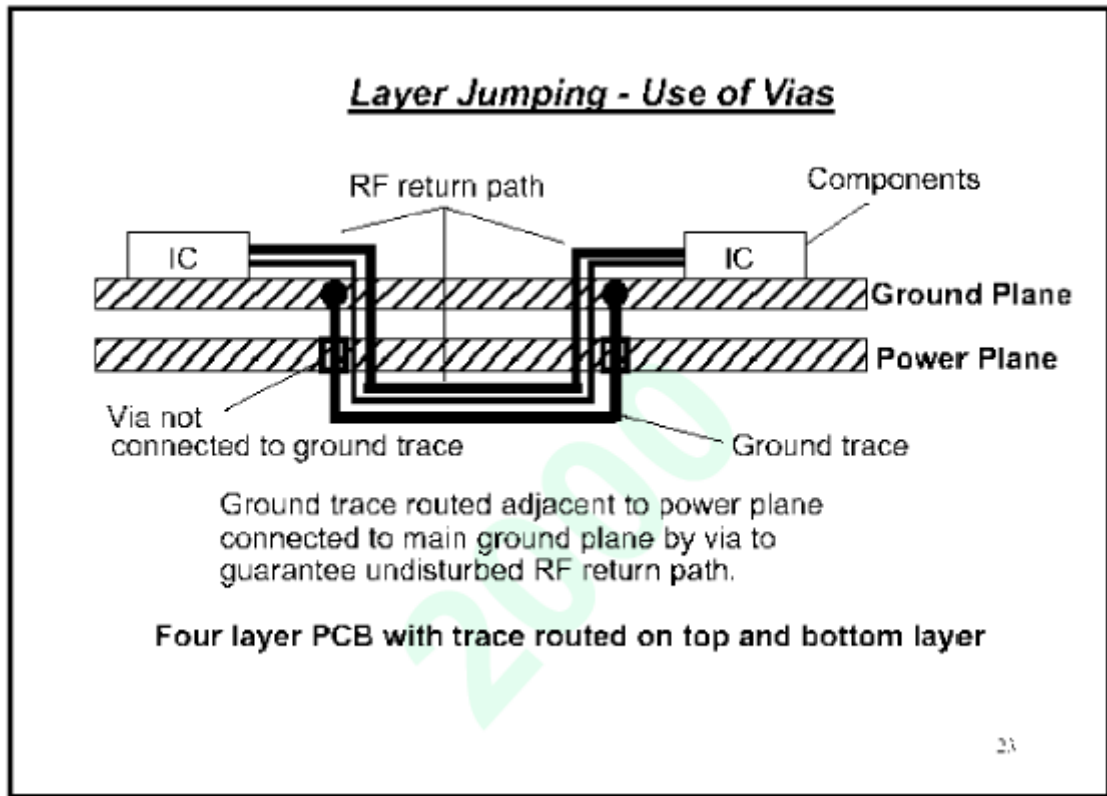 Layer Jumping - Use of Vias
RF return path
Components
IC
IC
Ground Plane
Power Plane
Via not
connected to ground trace
Ground trace
Ground trace routed adjacent to power plane
connected to main ground plane by via to
guarantee undisturbed RF return path.
Four layer PCB with trace routed on top and bottom layer
2000
23